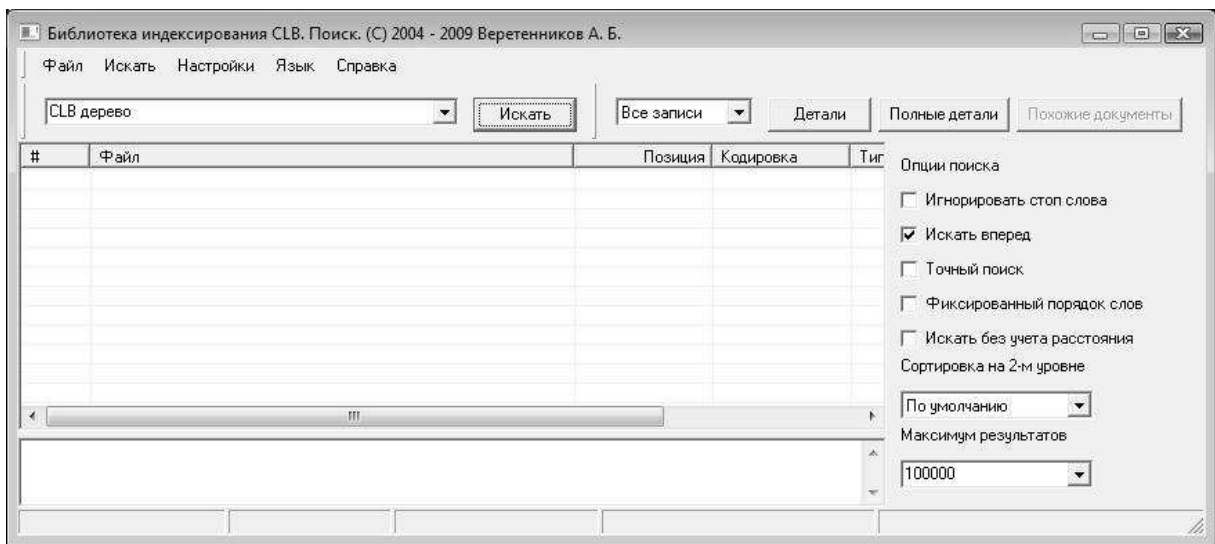 Библиотека индексирования CLB. Поиск. (C) 2004 - 2009 Веретенников А. Б.
Файл Искать Настройки Язык Справка
CLB дерево Искать Все записи Детали Полные детали Похожие документы
# Файл Позиция Кодировка Тип
Опции поиска
Игнорировать стоп слова
Искать вперед
Точный поиск
Фиксированный порядок слов
Искать без учета расстояния
Сортировка на 2-м уровне
По умолчанию
Максимум результатов
100000